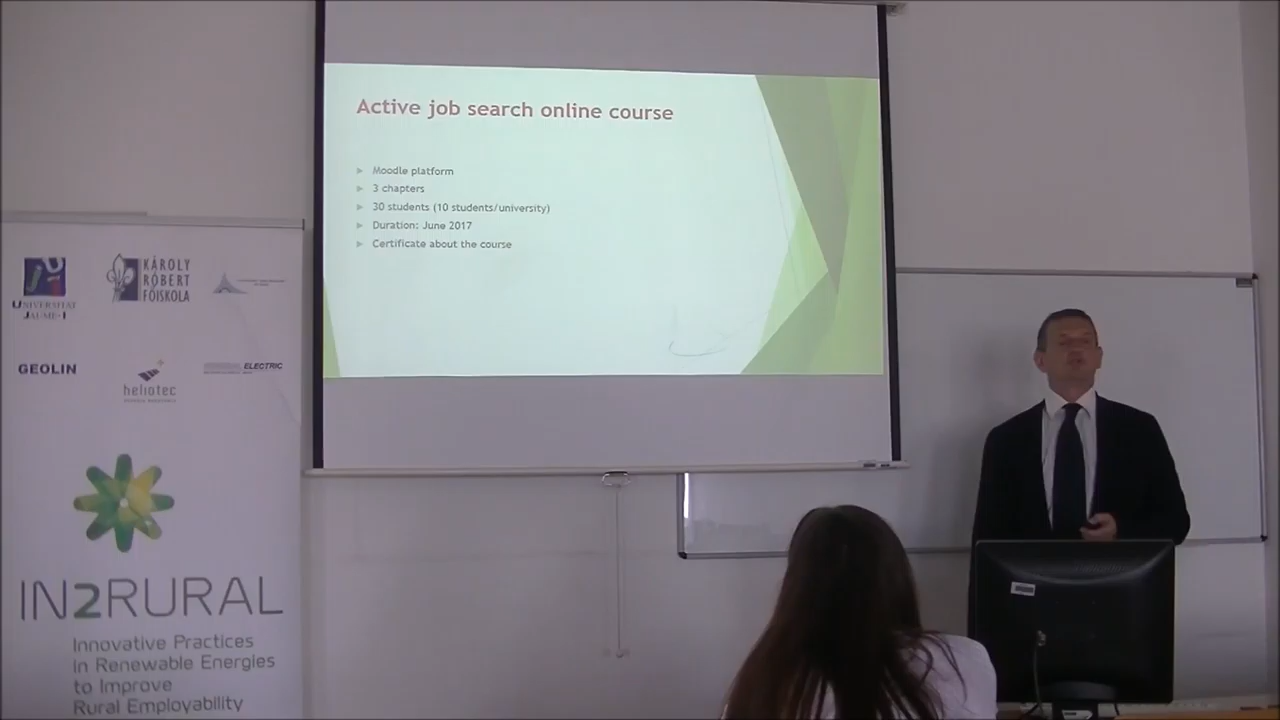 Active job search online course
Moodle platform
3 chapters
30 students (10 students/university)
Duration: June 2017
Certificate about the course
UNIVERSITAT
JAUME·I
KÁROLY
RÓBERT
FŐISKOLA
GEOLIN
heliotec
ELECTRIC
IN2RURAL
Innovative Practices
in Renewable Energies
to Improve
Rural Employability